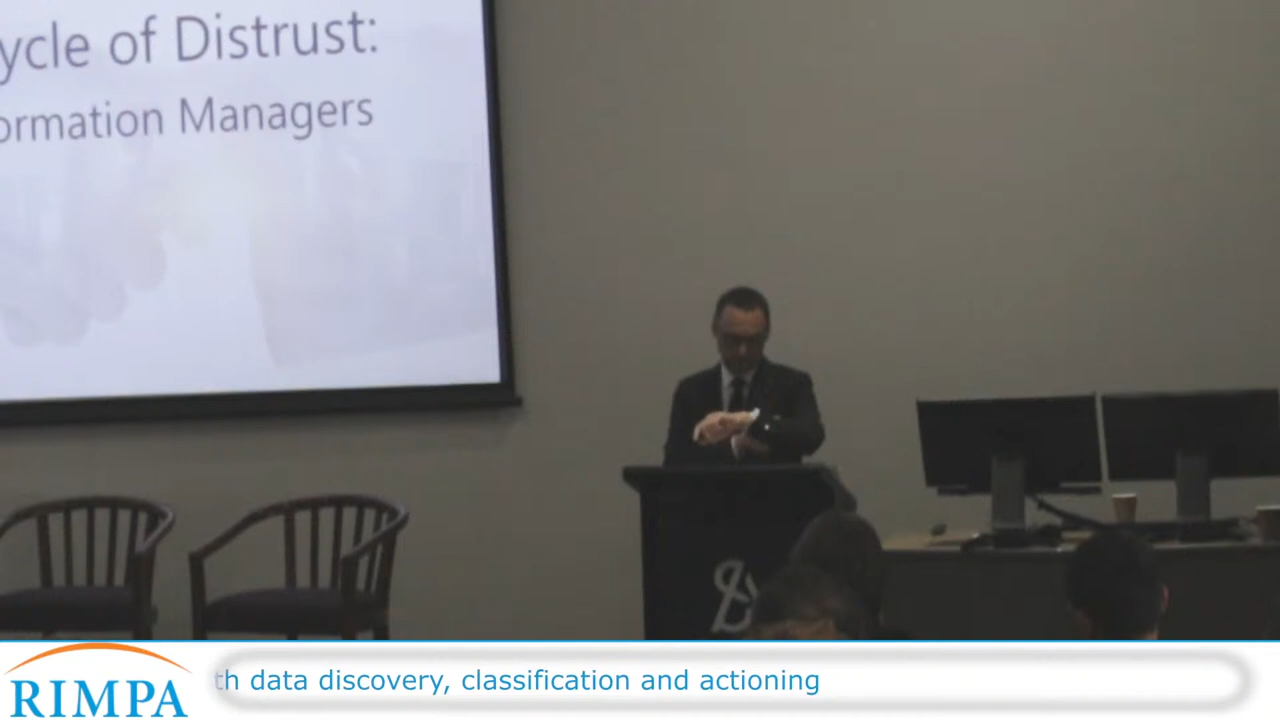 ycle of Distrust:
ormation Managers
RIMPA
th data discovery, classification and actioning